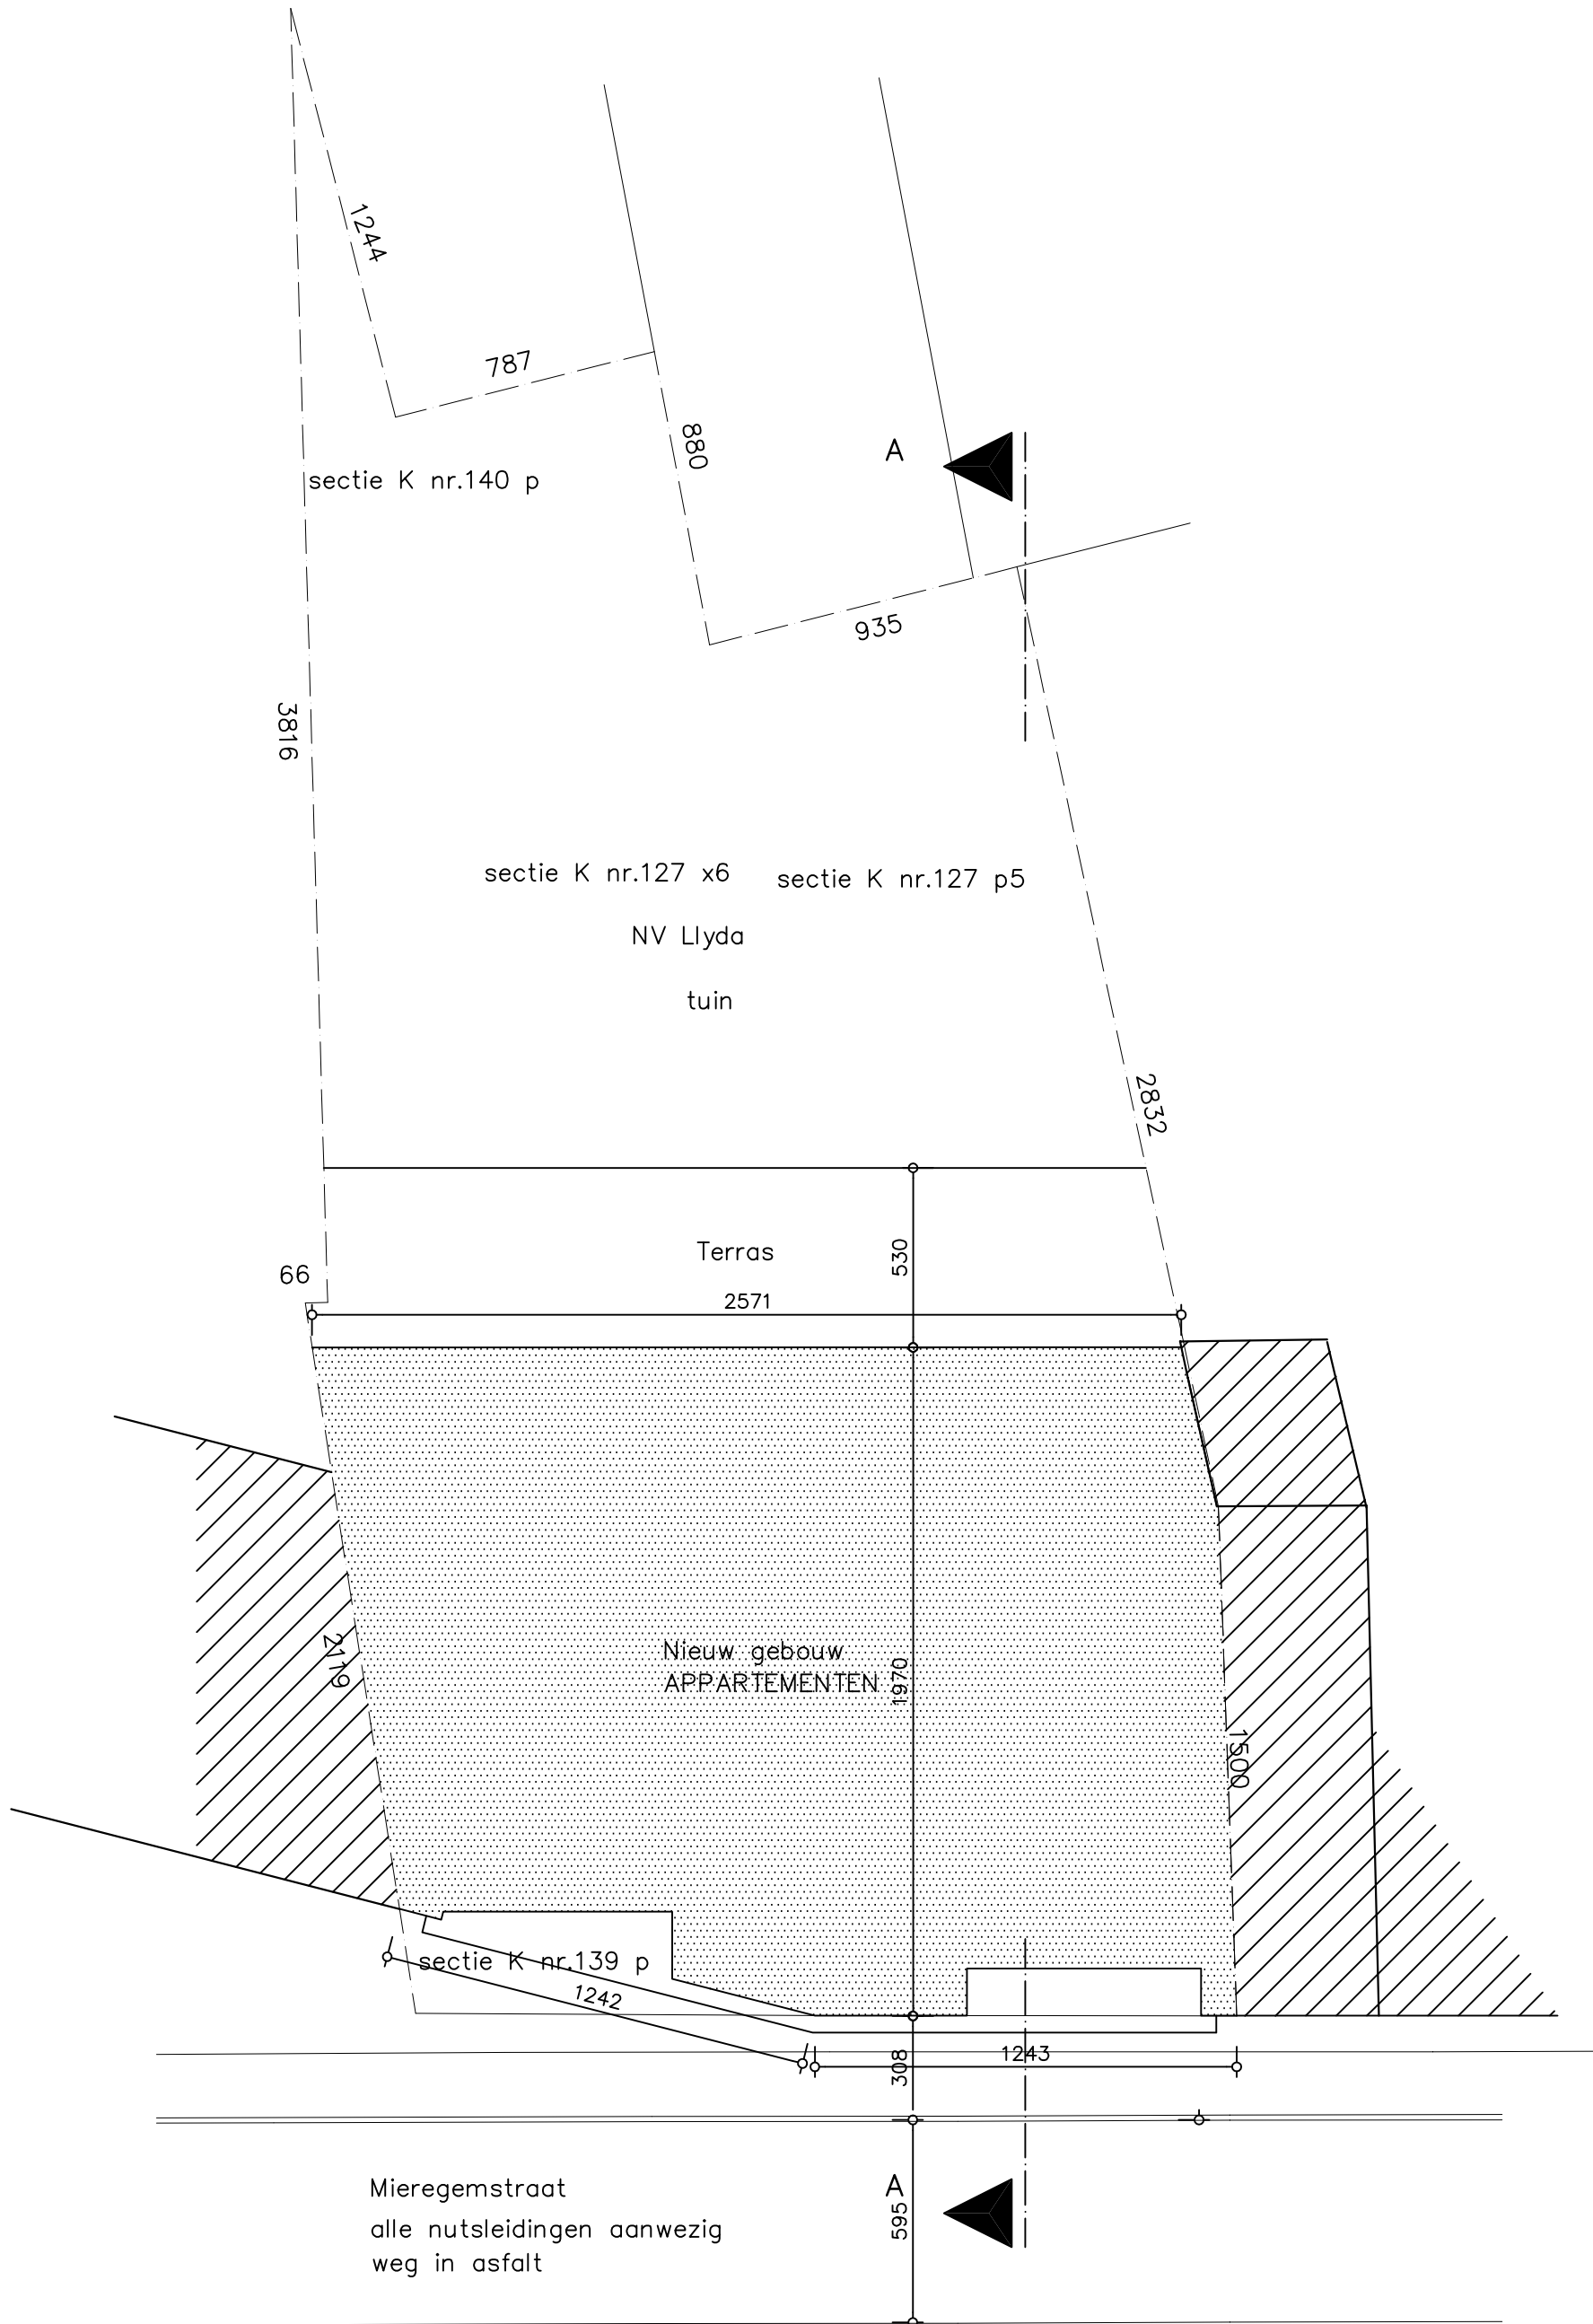 1244
787
880
A
sectie K nr.140 p
935
3816
sectie K nr.127 x6
sectie K nr.127 p5
NV Llyda
tuin
2832
Terras
530
66
2571
2179
Nieuw gebouw
APPARTEMENTEN
1970
1500
sectie K nr.139 p
1242
308
1243
Mieregemstraat
A
595
alle nutsleidingen aanwezig
weg in asfalt